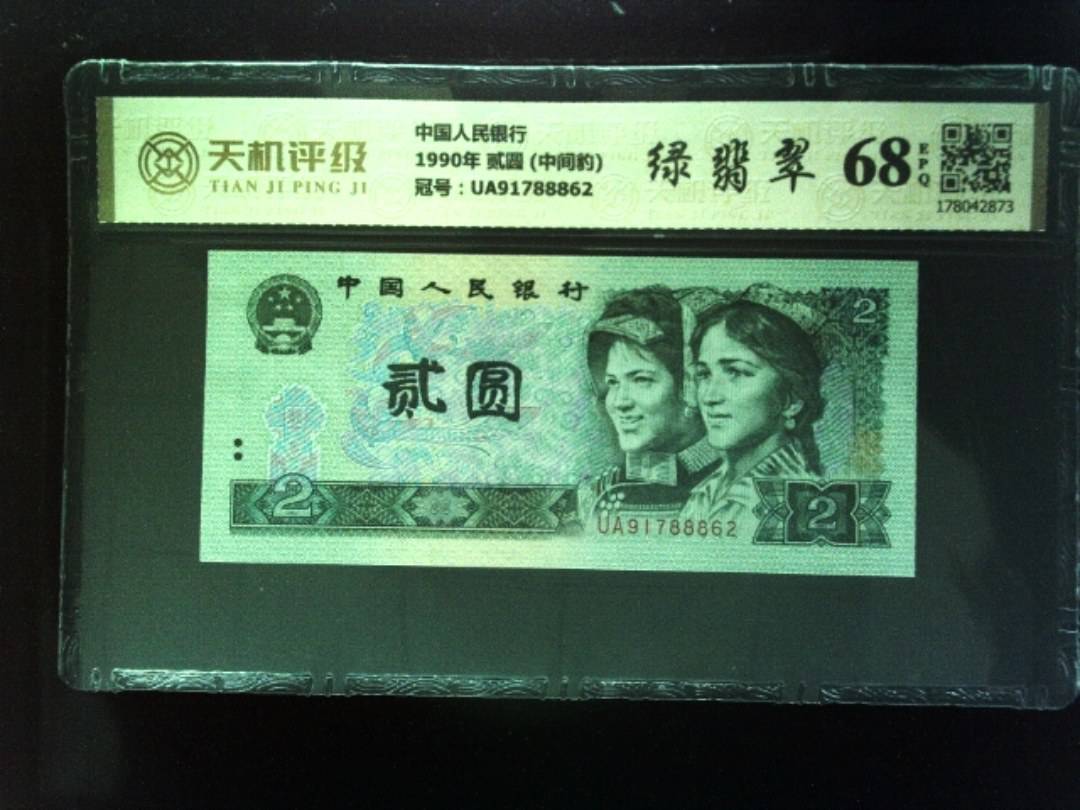 天机评级
TIAN JI PING JI
中国人民银行
1990年 贰圆 (中间豹)
冠号：UA91788862
绿翡翠
68
EPQ
178042873
中国人民银行
2
贰圆
2
UA91788862
2